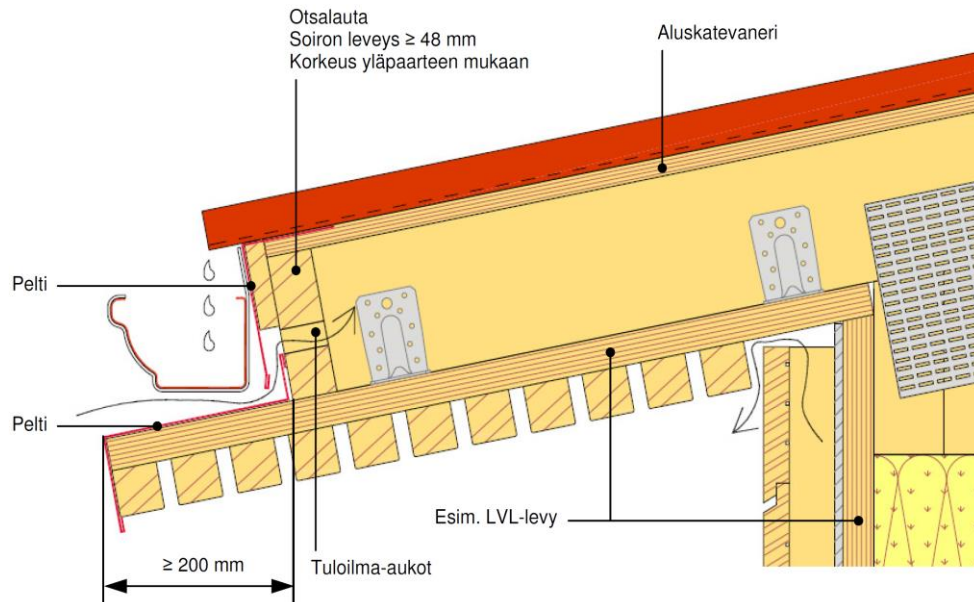 Otsalauta
Soiron leveys ≥ 48 mm
Korkeus yläpaarteen mukaan
Aluskatevaneri
Pelti
Pelti
Esim. LVL-levy
≥ 200 mm
Tuloilma-aukot